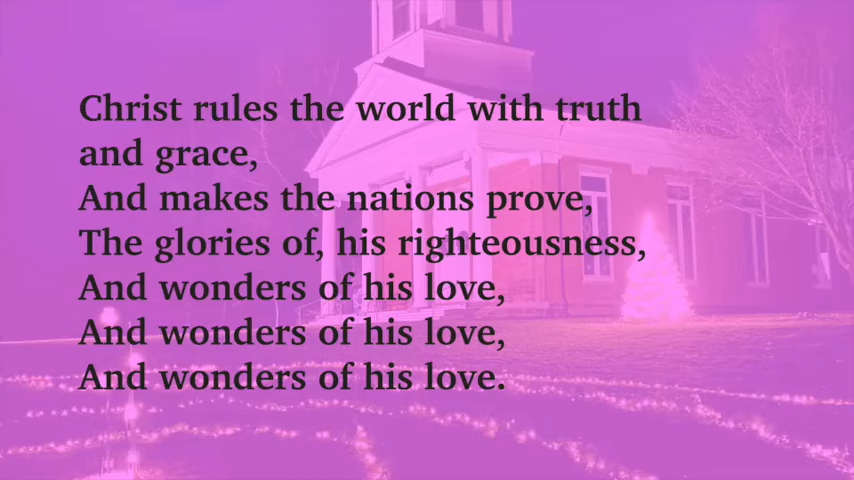 Christ rules the world with truth
and grace,
And makes the nations prove,
The glories of, his righteousness,
And wonders of his love,
And wonders of his love,
And wonders of his love.